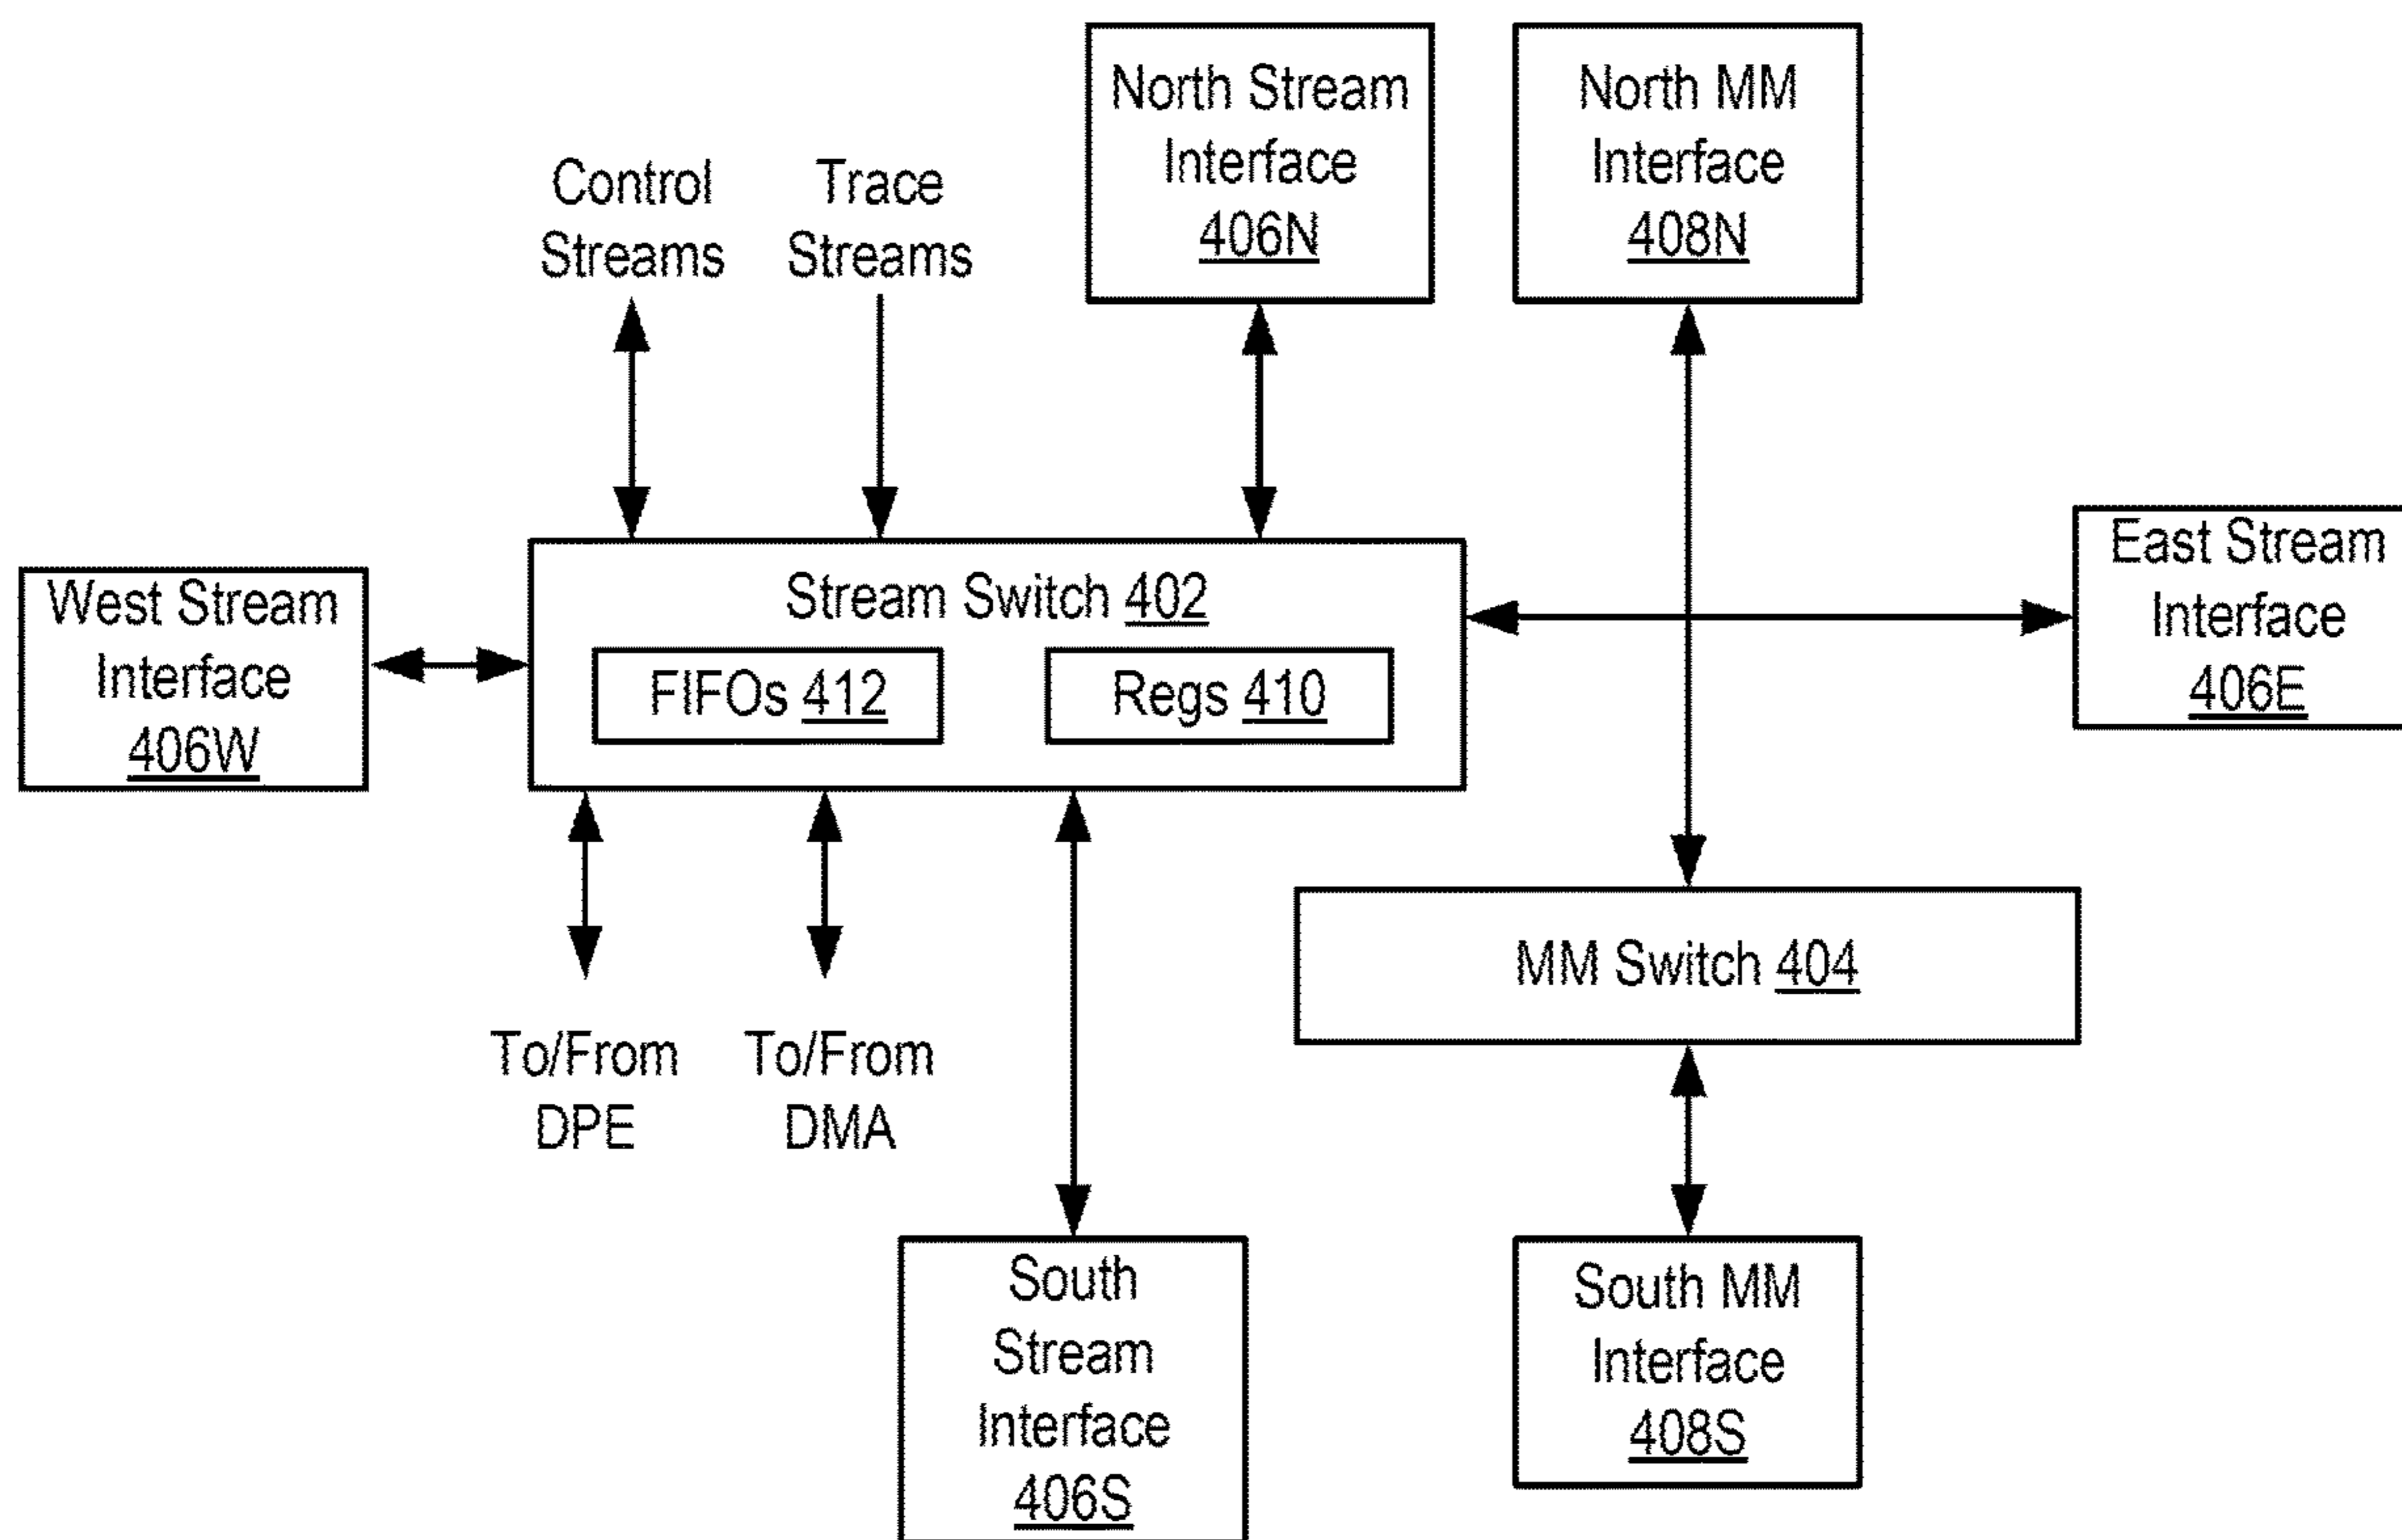 North Stream
Interface
406N
North MM
Interface
408N
Control
Streams
Trace
Streams
West Stream
Interface
406W
Stream Switch 402
FIFOs 412
Regs 410
East Stream
Interface
406E
MM Switch 404
To/From
DPE
To/From
DMA
South
Stream
Interface
406S
South MM
Interface
408S